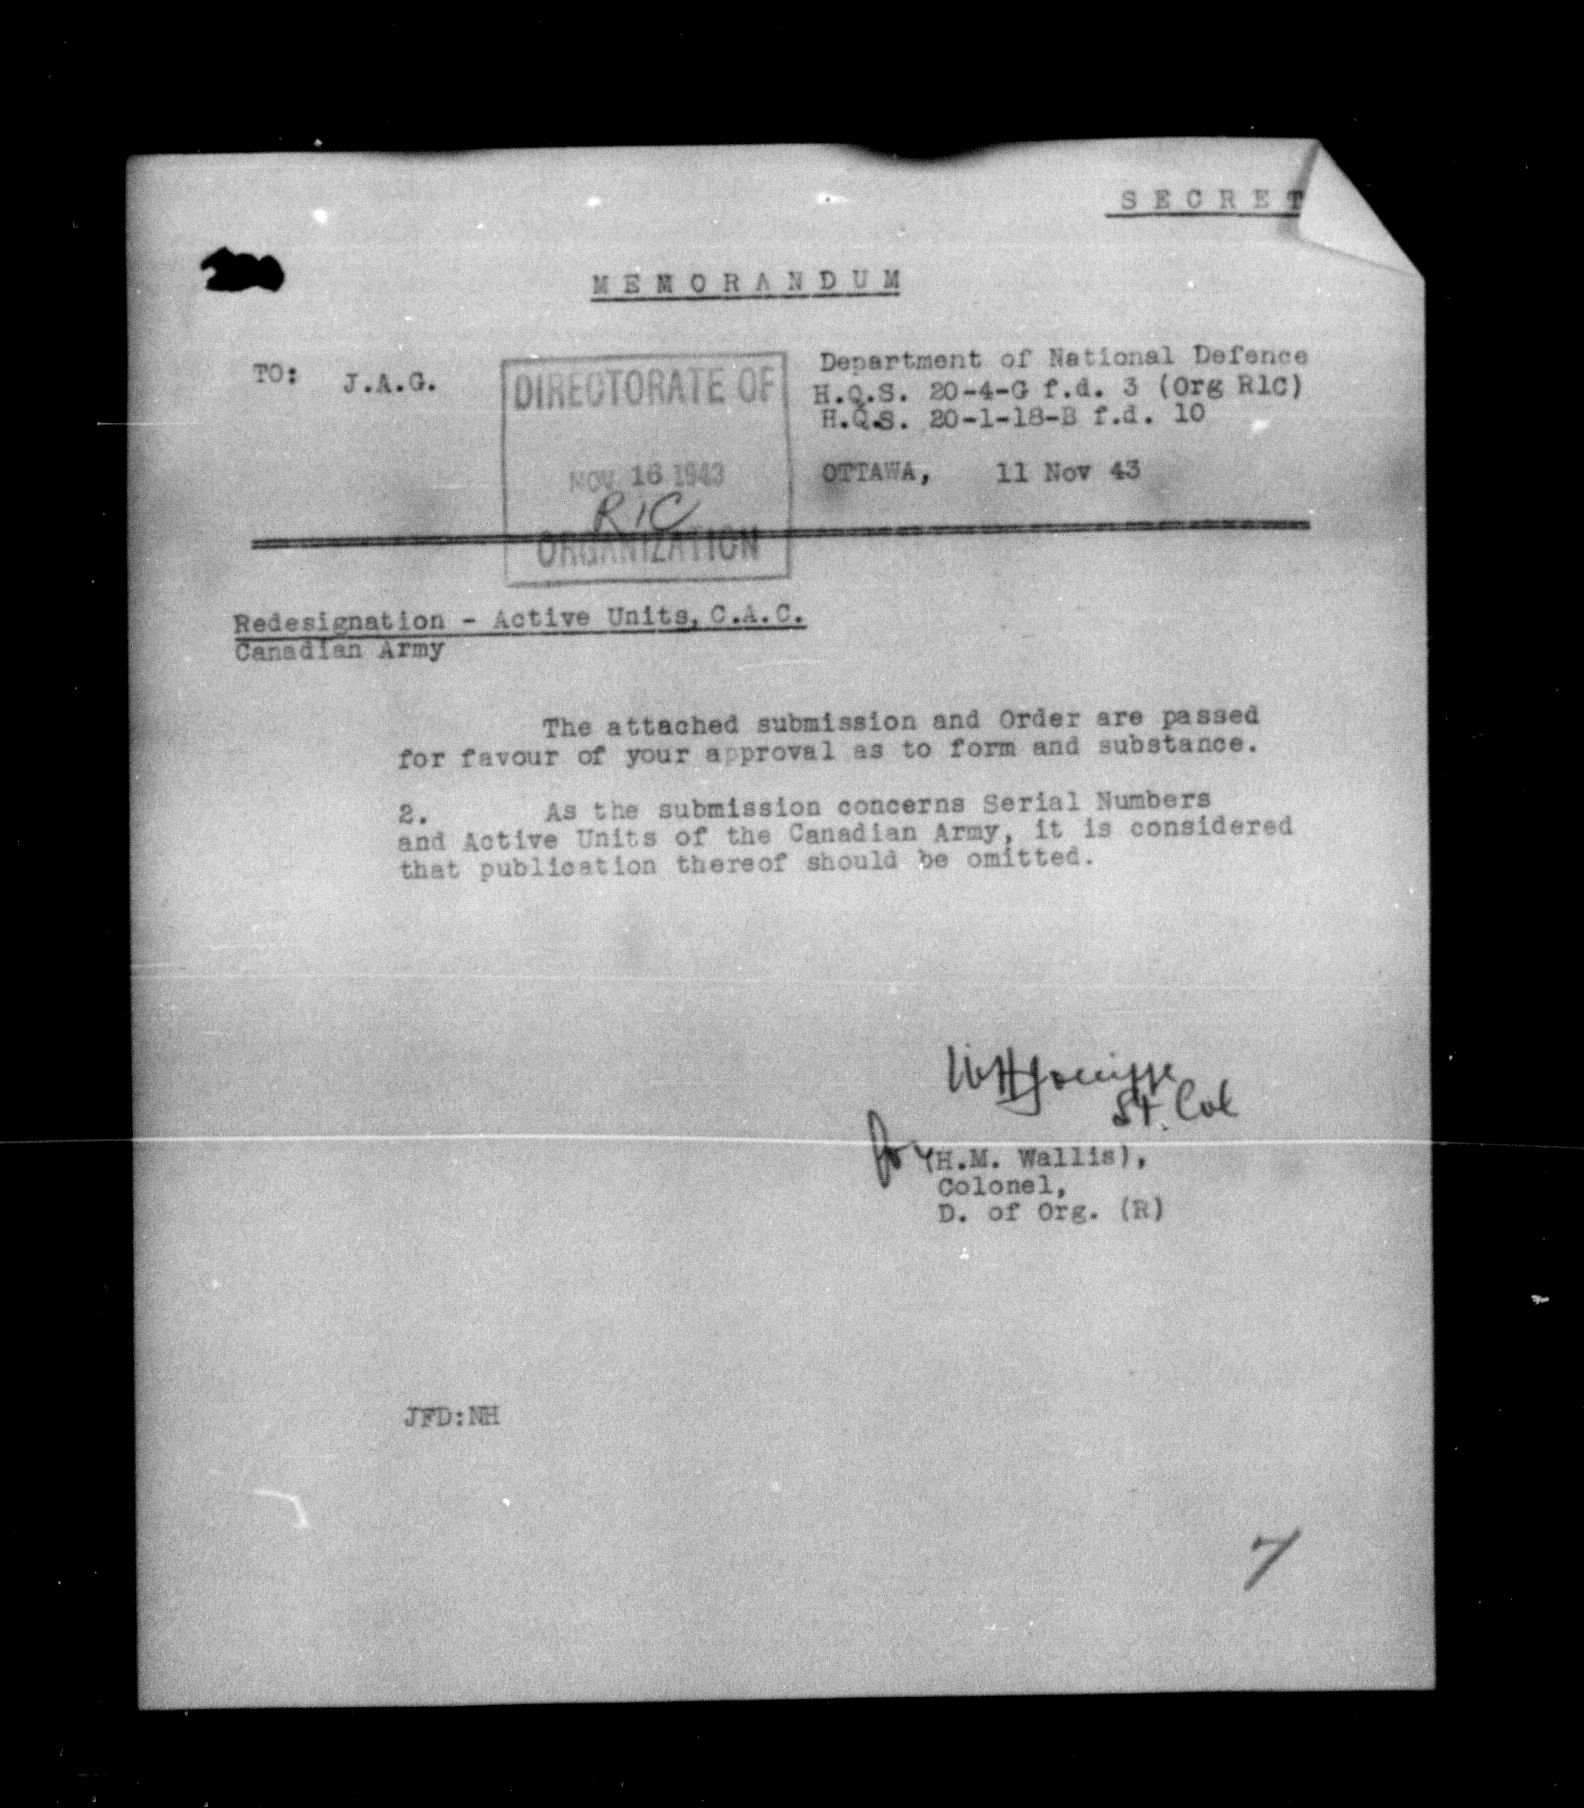 SECRET
MEMORANDUM
TO: J.A.G.
DIRECTORATE OF
NOV 16 1943
R1C
ORGANIZATION
Department of National Defence
H.Q.S. 20-4-G f.d. 3 (Org R1C)
H.Q.S. 20-1-18-B f.d. 10
OTTAWA, 11 Nov 43
Redesignation - Active Units, C.A.C.
Canadian Army
The attached submission and Order are passed
for favour of your approval as to form and substance.
2. As the submission concerns Serial Numbers
and Active Units of the Canadian Army, it is considered
that publication thereof should be omitted.
Lt. Col
for (H.M. Wallis),
Colonel,
D. of Org. (R)
JFD:NH
7